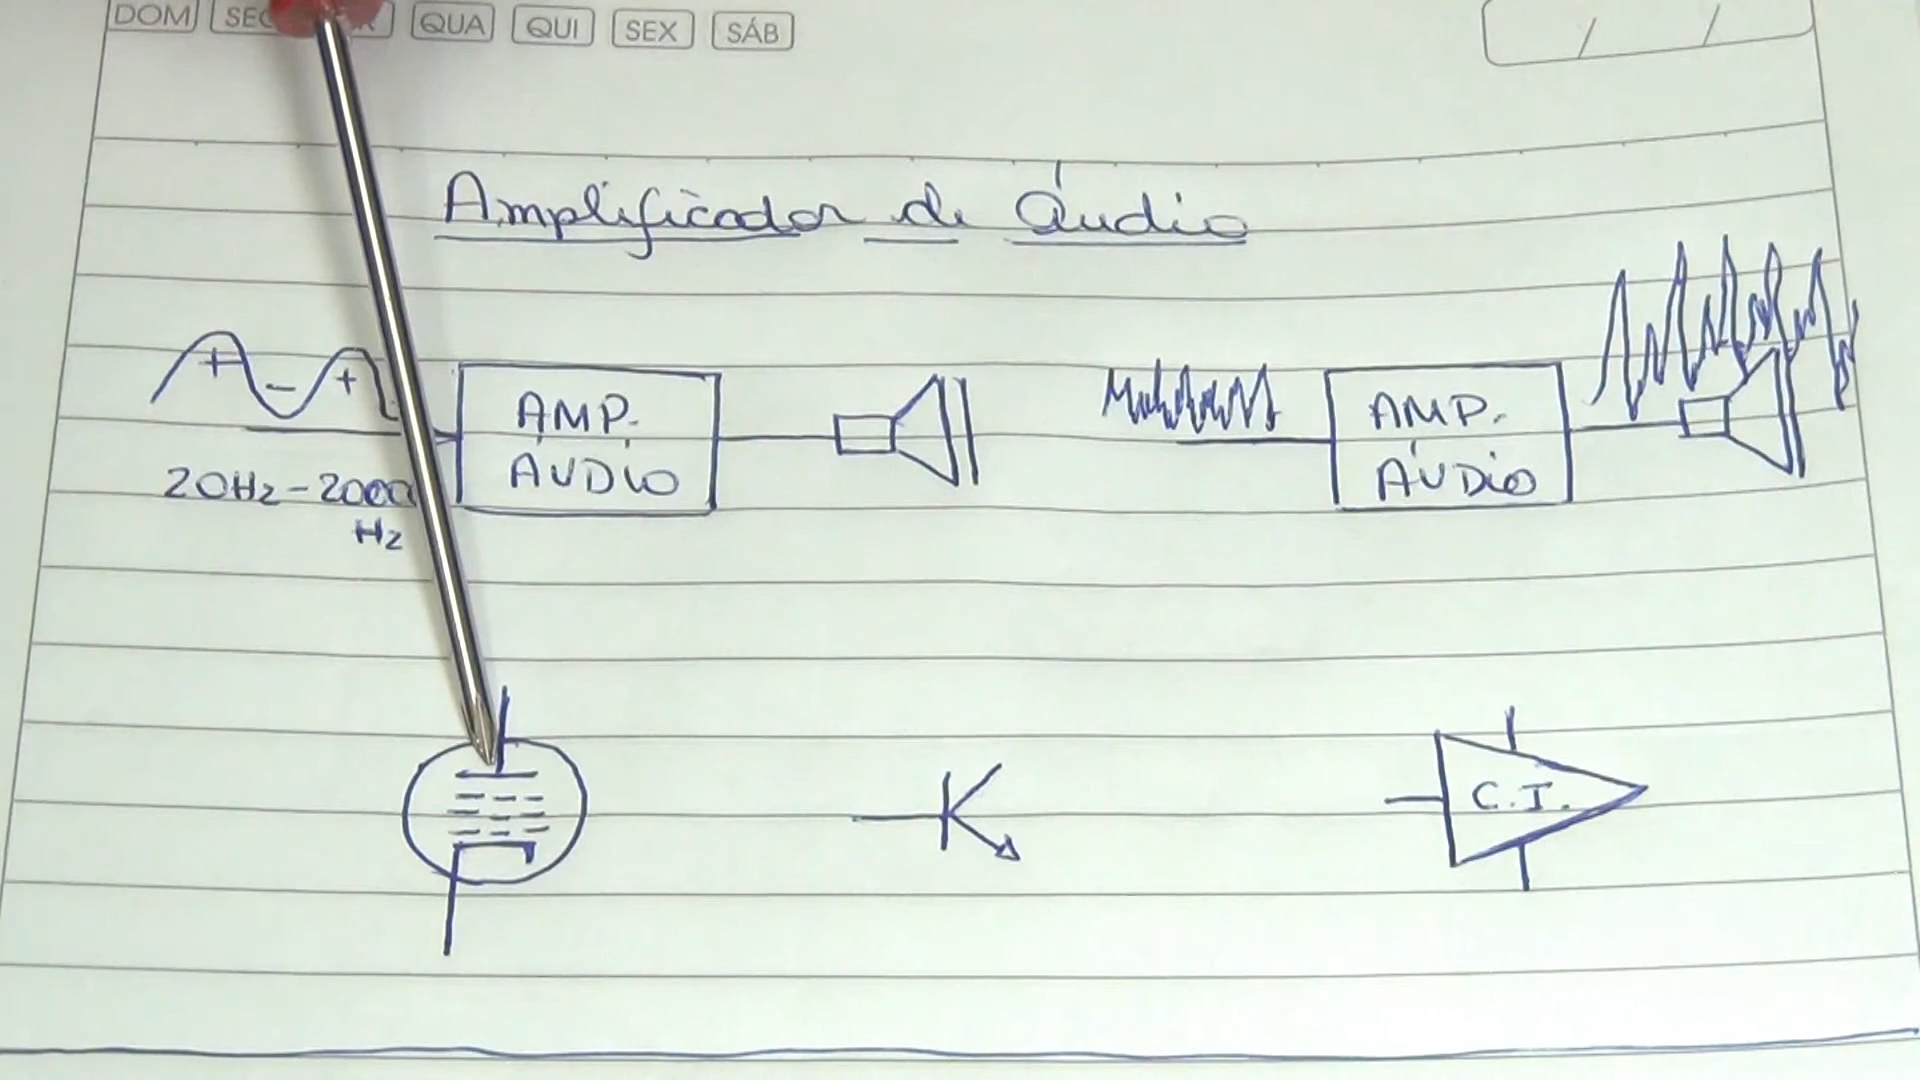 DOM QUA QUI SEX SÁB
Amplificador de Áudio
+ - +
AMP.
ÁUDIO
20Hz-2000
Hz
AMP.
ÁUDIO
C.I.